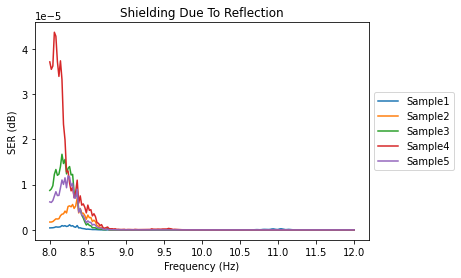 Shielding Due To Reflection
1e−5
4
3
2
1
0
SER (dB)
8.0 8.5 9.0 9.5 10.0 10.5 11.0 11.5 12.0
Frequency (Hz)
Sample1
Sample2
Sample3
Sample4
Sample5